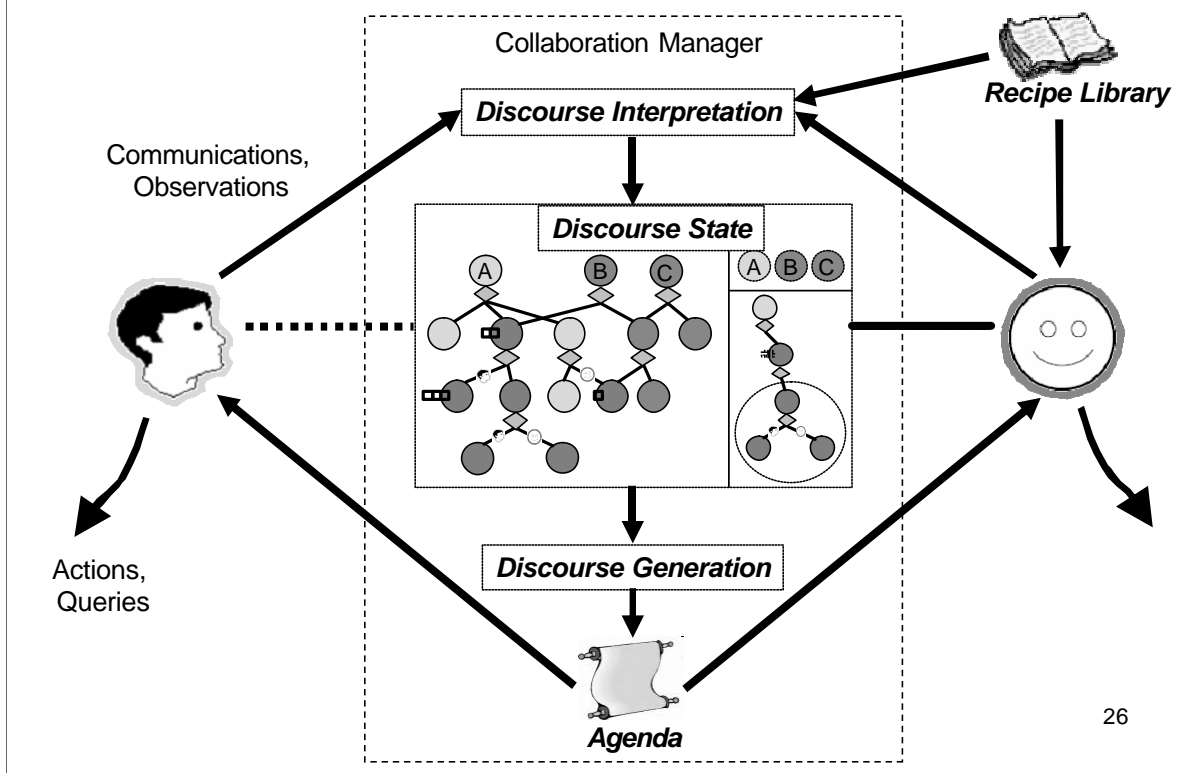 Collaboration Manager
Recipe Library
Discourse Interpretation
Communications,
Observations
Discourse State
A
B
C
A
B
C
Discourse Generation
Actions,
Queries
Agenda
26